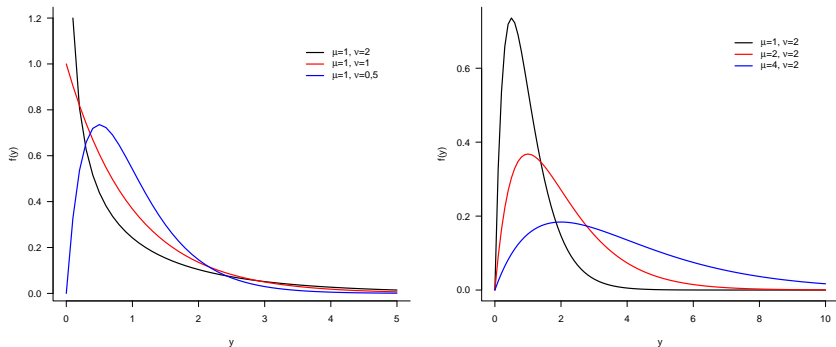 1.2
1.0
0.8
0.6
0.4
0.2
0.0
f(y)
μ=1, ν=2
μ=1, ν=1
μ=1, ν=0,5
0 1 2 3 4 5
y
0.6
0.4
0.2
0.0
f(y)
μ=1, ν=2
μ=2, ν=2
μ=4, ν=2
0 2 4 6 8 10
y